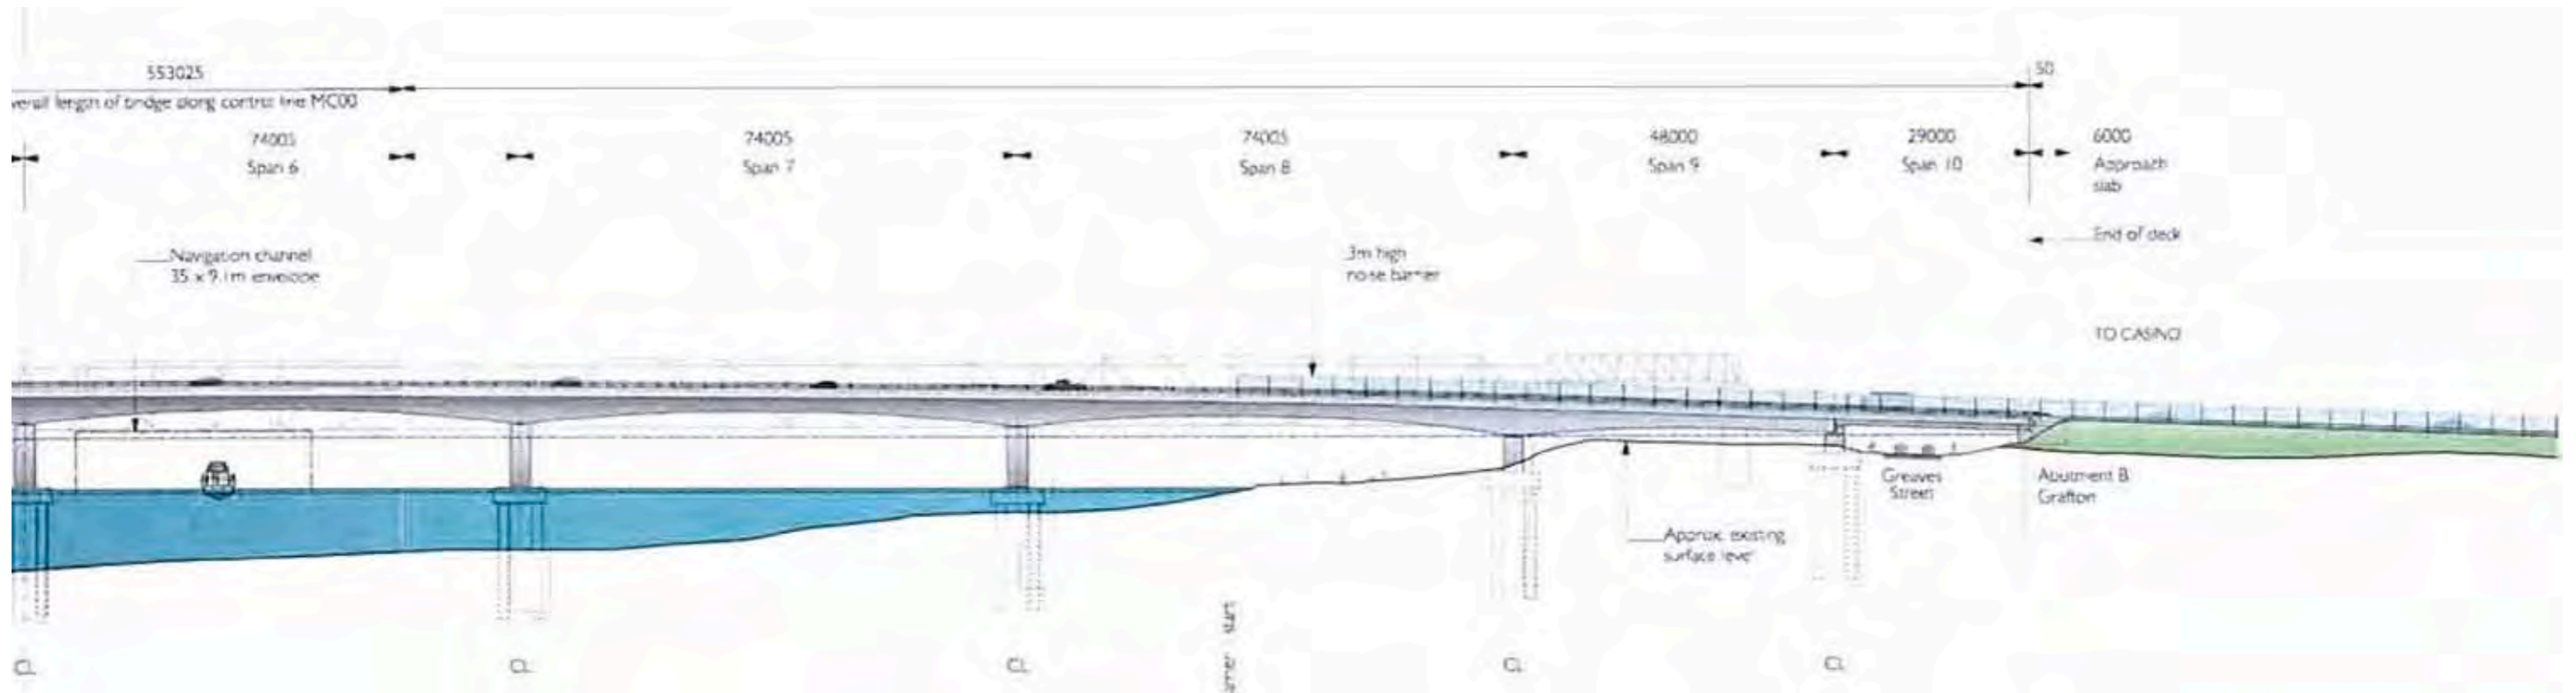 553025
50
verall length of bridge along control line MC00
74005
74005
74005
48000
29000
6000
Span 6
Span 7
Span 8
Span 9
Span 10
Approach
slab
End of deck
Navigation channel
35 x 9.1m envelope
3m high
noise barrier
TO CASINO
Greaves
Street
Abutment B
Grafton
Approx. existing
surface level
start
CL
CL
CL
CL
CL